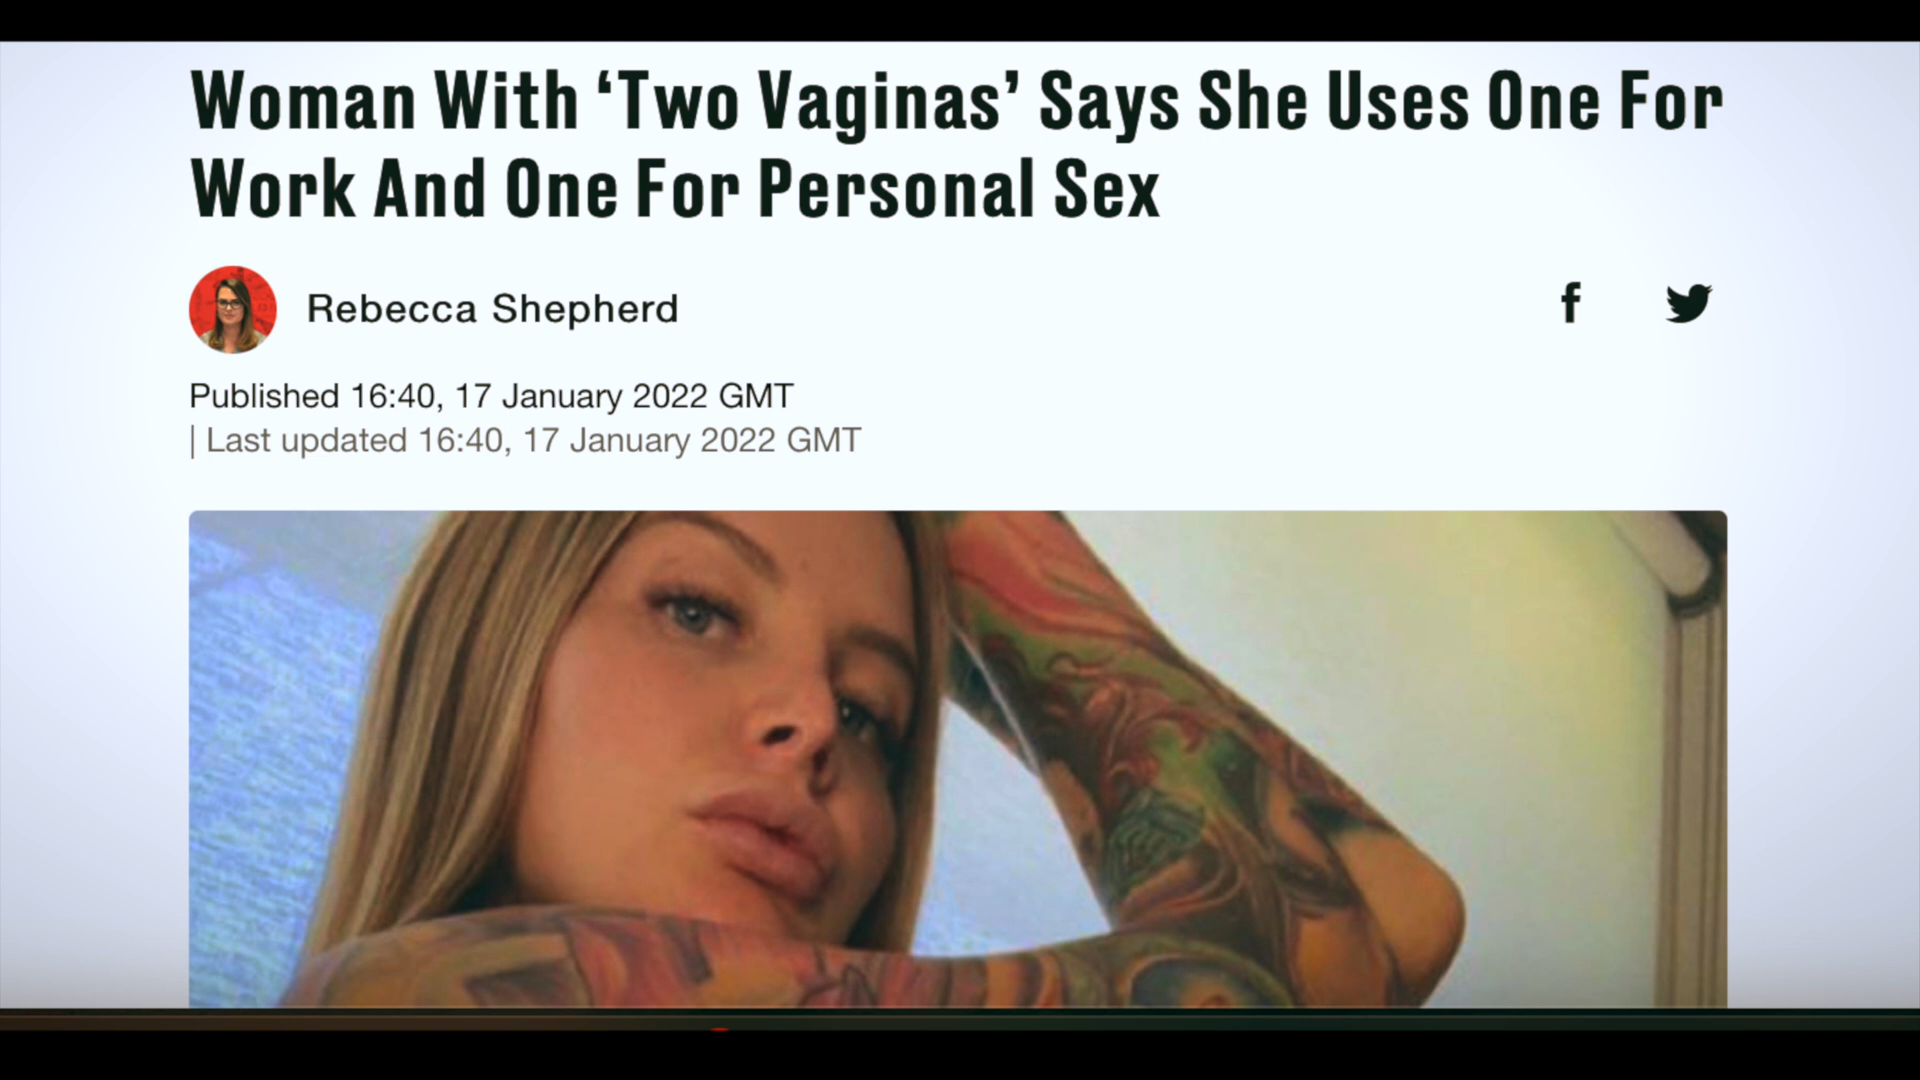 Woman With ‘Two Vaginas’ Says She Uses One For
Work And One For Personal Sex
Rebecca Shepherd
Published 16:40, 17 January 2022 GMT
| Last updated 16:40, 17 January 2022 GMT